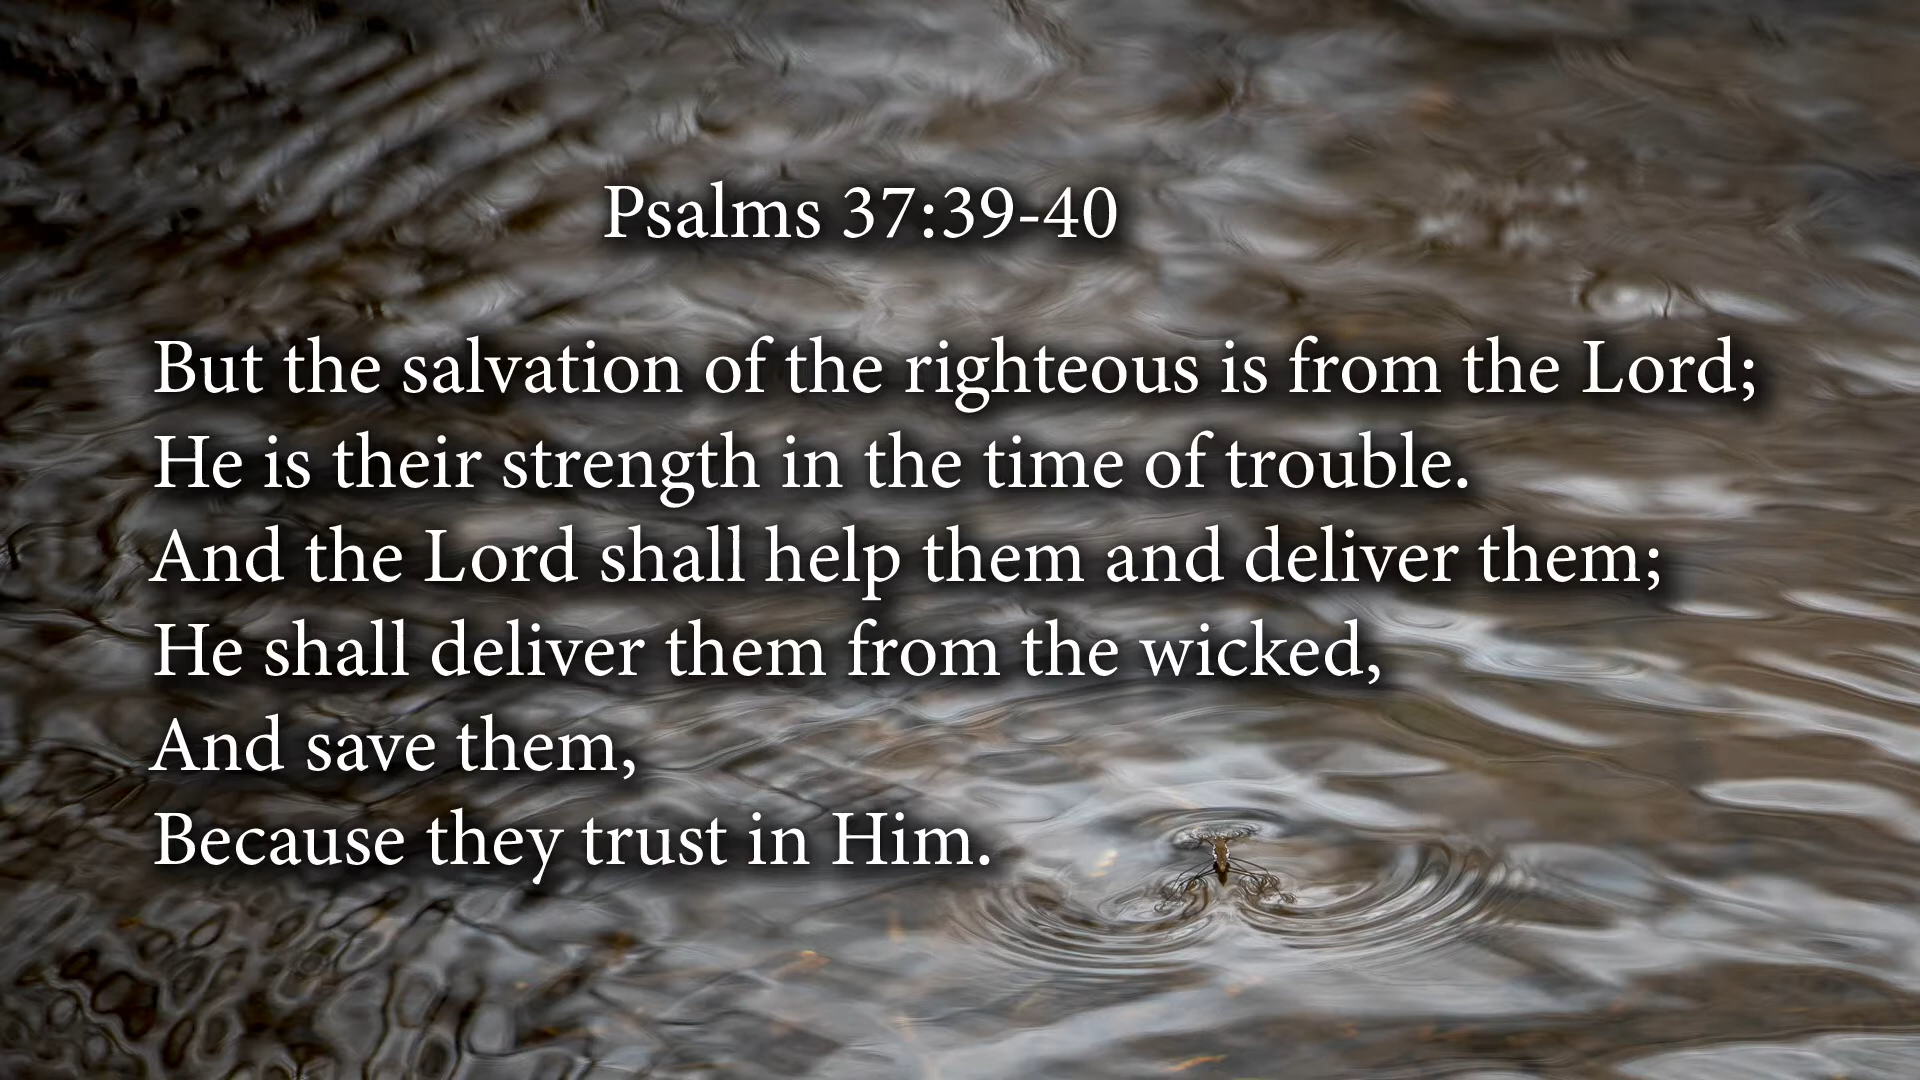 Psalms 37:39-40
But the salvation of the righteous is from the Lord;
He is their strength in the time of trouble.
And the Lord shall help them and deliver them;
He shall deliver them from the wicked,
And save them,
Because they trust in Him.